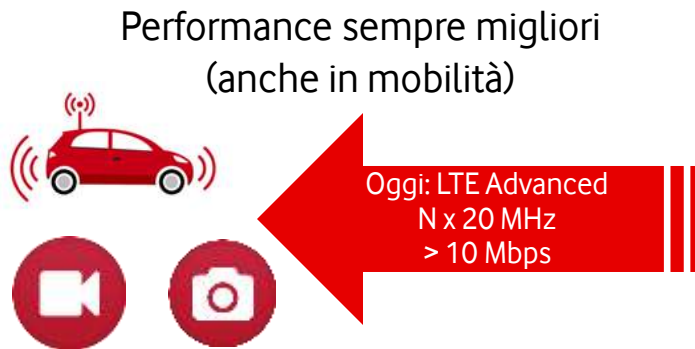 Performance sempre migliori
(anche in mobilità)
Oggi: LTE Advanced
N x 20 MHz
> 10 Mbps